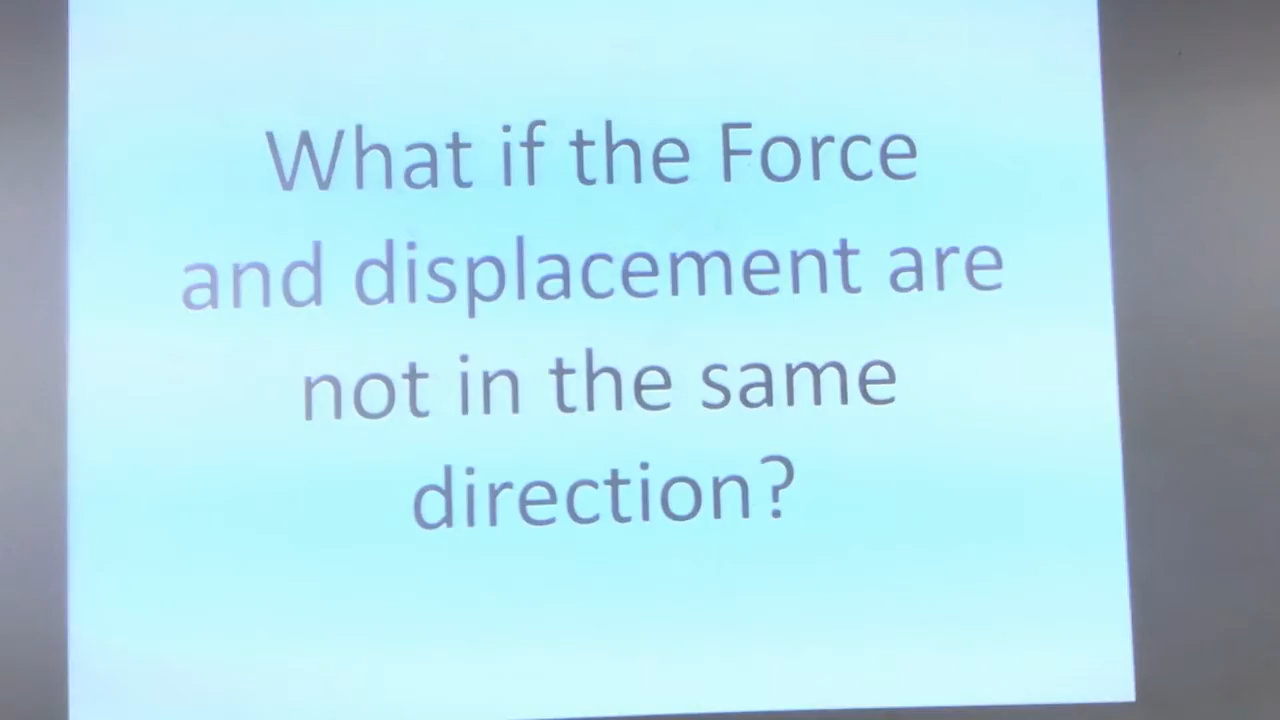 What if the Force
and displacement are
not in the same
direction?